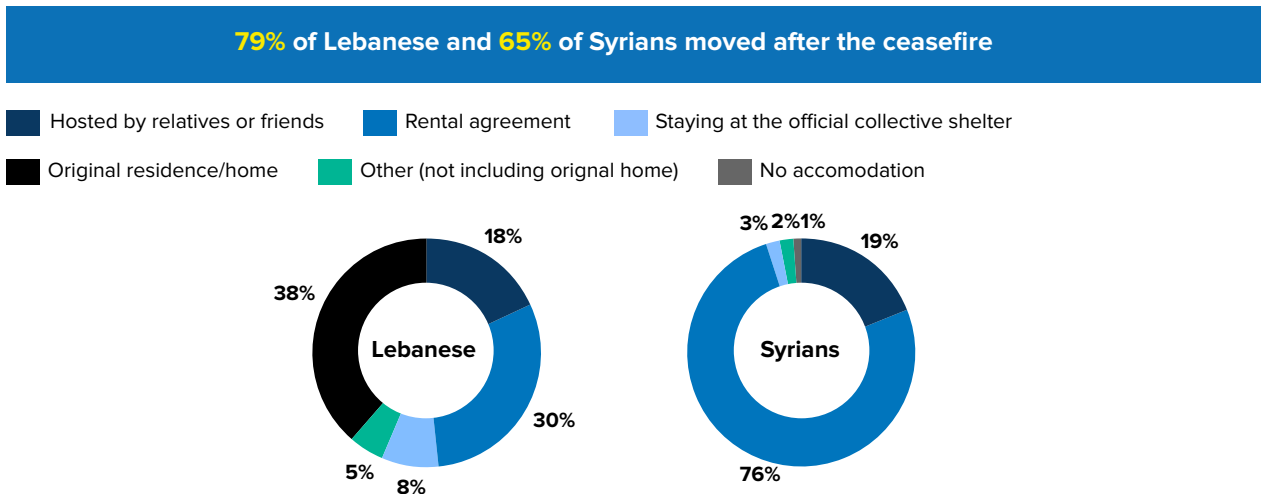 79% of Lebanese and 65% of Syrians moved after the ceasefire
Hosted by relatives or friends
Rental agreement
Staying at the official collective shelter
Original residence/home
Other (not including orignal home)
No accomodation
18%
38%
Lebanese
30%
5%
8%
3%
2%
1%
19%
Syrians
76%